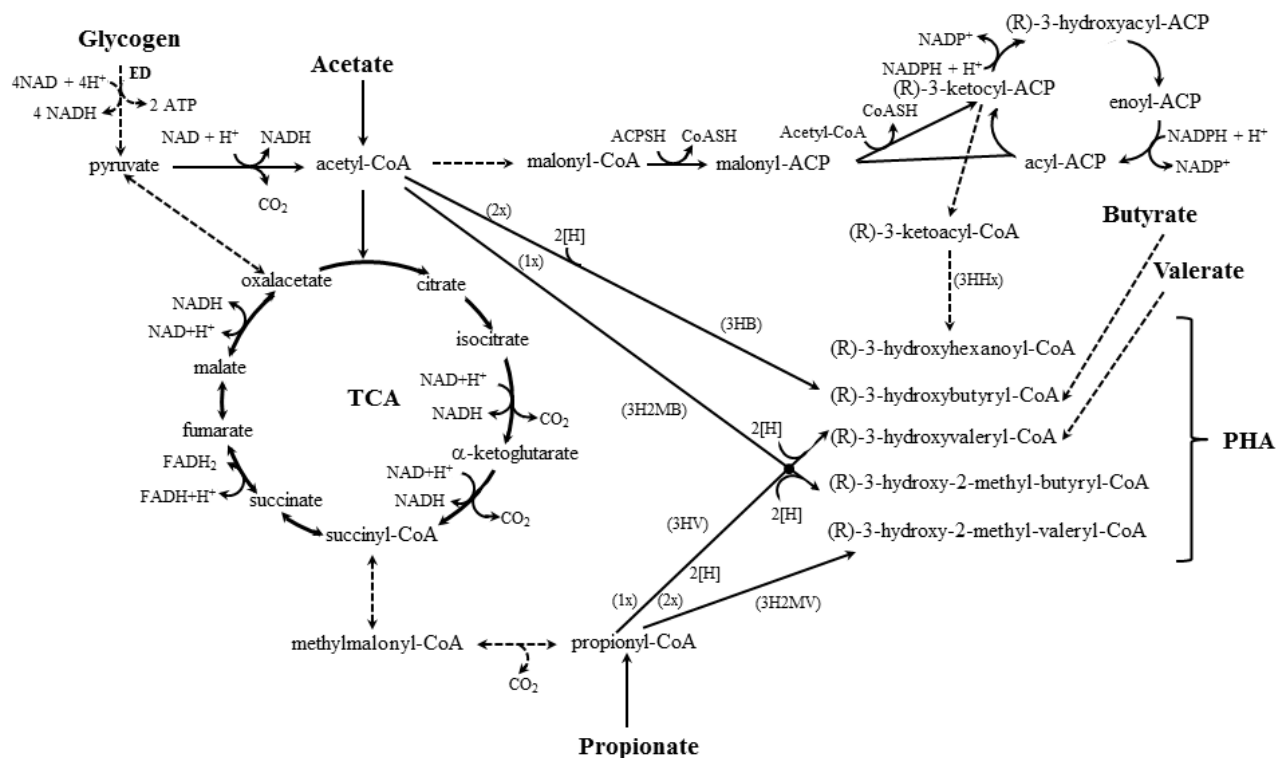 Glycogen
4NAD + 4H⁺
ED
4 NADH
2 ATP
pyruvate
NAD + H⁺
NADH
CO₂
Acetate
acetyl-CoA
malonyl-CoA
ACPSH
CoASH
malonyl-ACP
Acetyl-CoA
CoASH
NADP⁺
NADPH + H⁺
(R)-3-ketocyl-ACP
(R)-3-hydroxyacyl-ACP
enoyl-ACP
NADPH + H⁺
NADP⁺
acyl-ACP
(R)-3-ketoacyl-CoA
(3HHx)
Butyrate
Valerate
(2x)
2[H]
(1x)
(3HB)
(3H2MB)
oxalacetate
citrate
isocitrate
NAD+H⁺
NADH
CO₂
α-ketoglutarate
NAD+H⁺
NADH
CO₂
succinyl-CoA
succinate
FADH₂
FADH+H⁺
fumarate
malate
NADH
NAD+H⁺
TCA
(R)-3-hydroxyhexanoyl-CoA
(R)-3-hydroxybutyryl-CoA
(R)-3-hydroxyvaleryl-CoA
(R)-3-hydroxy-2-methyl-butyryl-CoA
(R)-3-hydroxy-2-methyl-valeryl-CoA
PHA
2[H]
2[H]
(3HV)
2[H]
(1x)
(2x)
(3H2MV)
methylmalonyl-CoA
CO₂
propionyl-CoA
Propionate